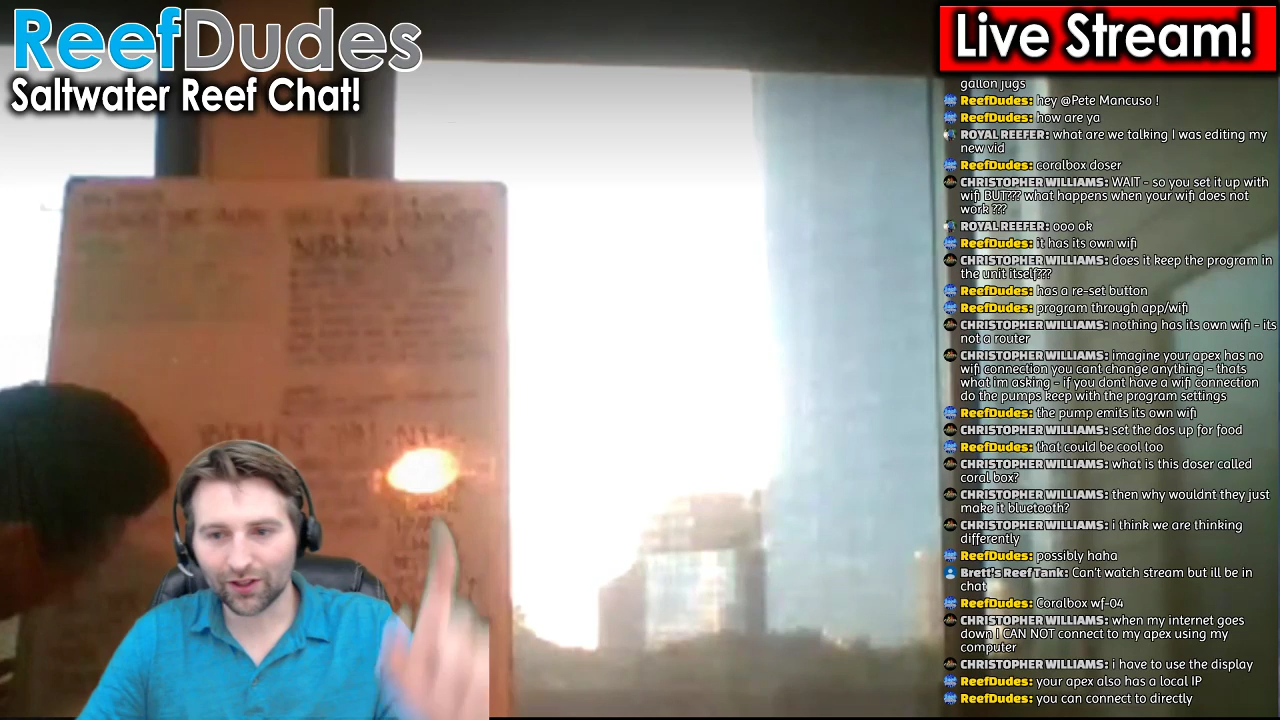 ReefDudes
Saltwater Reef Chat!
Live Stream!
gallon jugs
ReefDudes: hey @Pete Mancuso !
ReefDudes: how are ya
ROYAL REEFER: what are we talking I was editing my
new vid
ReefDudes: coralbox doser
CHRISTOPHER WILLIAMS: WAIT - so you set it up with
wifi BUT??? what happens when your wifi does not
work ???
ROYAL REEFER: ooo ok
ReefDudes: it has its own wifi
CHRISTOPHER WILLIAMS: does it keep the program in
the unit itself???
ReefDudes: has a re-set button
ReefDudes: program through app/wifi
CHRISTOPHER WILLIAMS: nothing has its own wifi - its
not a router
CHRISTOPHER WILLIAMS: imagine your apex has no
wifi connection you cant change anything - thats
what im asking - if you dont have a wifi connection
do the pumps keep with the program settings
ReefDudes: the pump emits its own wifi
CHRISTOPHER WILLIAMS: set the dos up for food
ReefDudes: that could be cool too
CHRISTOPHER WILLIAMS: what is this doser called
coral box?
CHRISTOPHER WILLIAMS: then why wouldnt they just
make it bluetooth?
CHRISTOPHER WILLIAMS: i think we are thinking
differently
ReefDudes: possibly haha
Brett's Reef Tank: Can't watch stream but ill be in
chat
ReefDudes: Coralbox wf-04
CHRISTOPHER WILLIAMS: when my internet goes
down I CAN NOT connect to my apex using my
computer
CHRISTOPHER WILLIAMS: i have to use the display
ReefDudes: your apex also has a local IP
ReefDudes: you can connect to directly